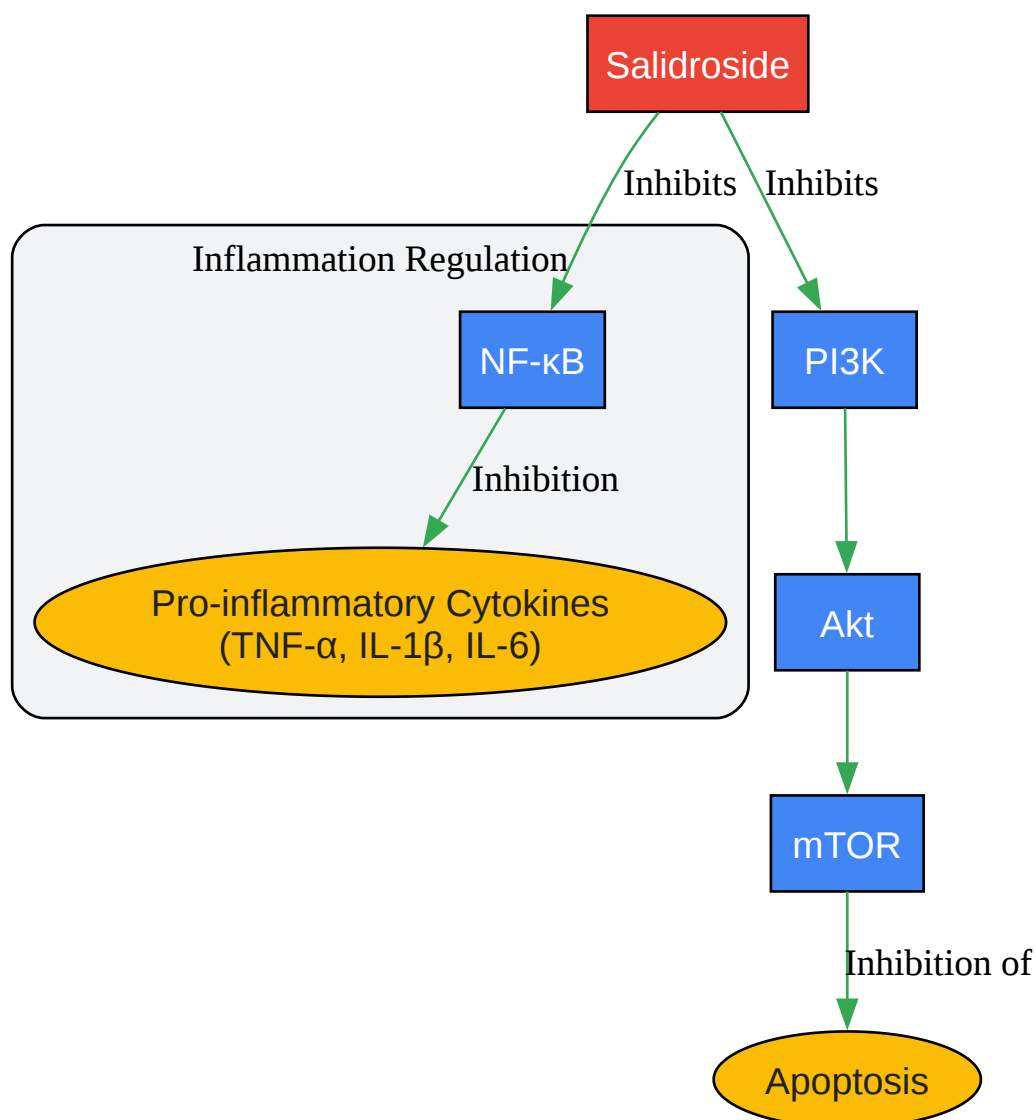 Salidroside
Inhibits
Inhibits
Inflammation Regulation
NF-κB
PI3K
Inhibition
Pro-inflammatory Cytokines
(TNF-α, IL-1β, IL-6)
Akt
mTOR
Inhibition of
Apoptosis